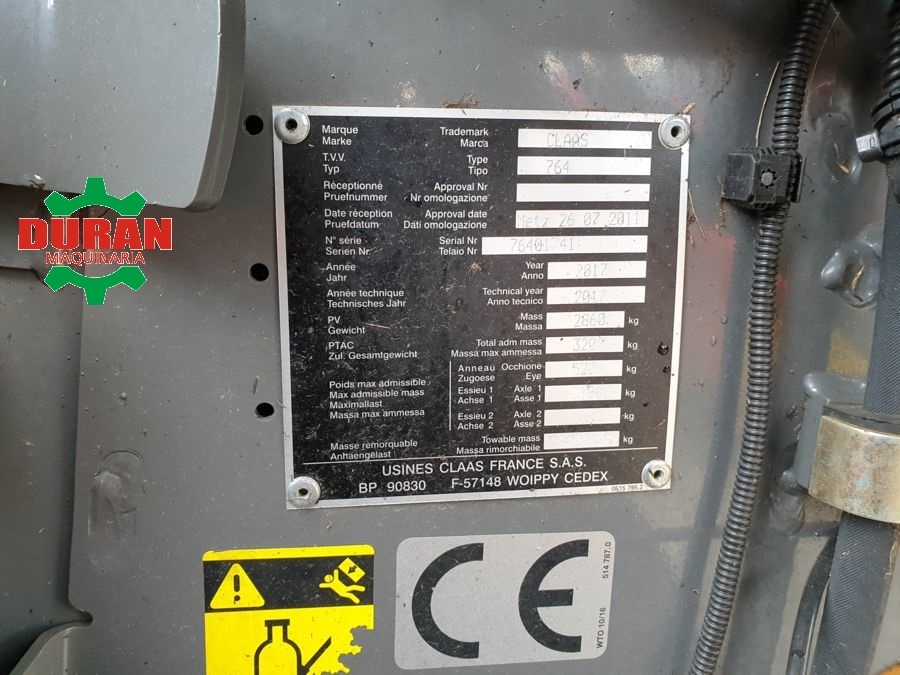 DURAN
MAQUINARIA
Marque Trademark
Marke Marca CLAAS
T.V.V. Type
Typ Tipo 764
Réceptionné Approval Nr
Pruefnummer Nr omologazione
Date réception Approval date Metz 26 07 2011
Pruefdatum Dati omologazione
N° série Serial Nr 76401741
Serien Nr. Telaio Nr
Année Year 2017
Jahr Anno
Année technique Technical year 2017
Technisches Jahr Anno tecnico
PV Mass 2860 kg
Gewicht Massa
PTAC Total adm mass 3200 kg
Zul. Gesamtgewicht Massa max ammessa
Anneau Occhione kg
Zugoese Eye
Poids max admissible Essieu 1 Axle 1 kg
Max admissible mass Achse 1 Asse 1
Maximallast Essieu 2 Axle 2 kg
Massa max ammessa Achse 2 Asse 2
Masse remorquable Towable mass kg
Anhaengelast Massa rimorchiabile
USINES CLAAS FRANCE S.A.S.
BP 90830 F-57148 WOIPPY CEDEX
0515 795.2
CE
WTO 10/16 514 787.0